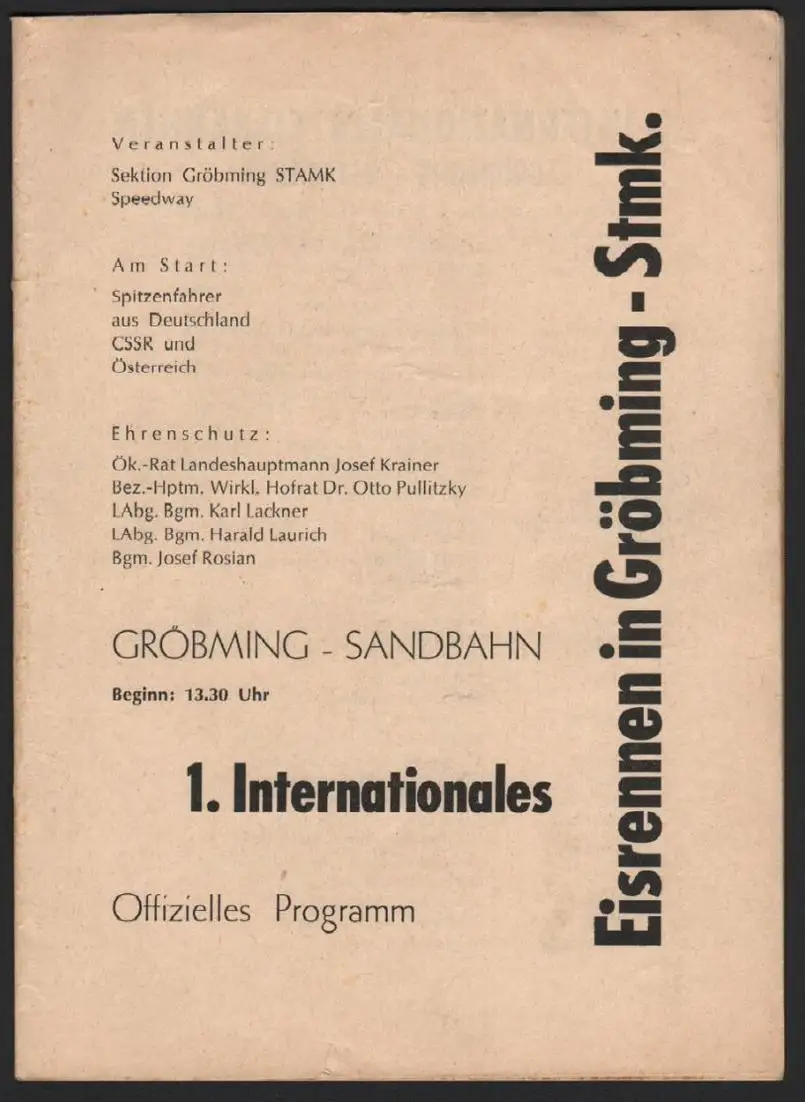 Veranstalter:
Sektion Gröbming STAMK
Speedway
Am Start:
Spitzenfahrer
aus Deutschland
CSSR und
Österreich
Ehrenschutz:
Ök.-Rat Landeshauptmann Josef Krainer
Bez.-Hptm. Wirkl. Hofrat Dr. Otto Pullitzky
LAbg. Bgm. Karl Lackner
LAbg. Bgm. Harald Laurich
Bgm. Josef Rosian
GRÖBMING - SANDBAHN
Beginn: 13.30 Uhr
1. Internationales
Eisrennen in Gröbming - Stmk.
Offizielles Programm